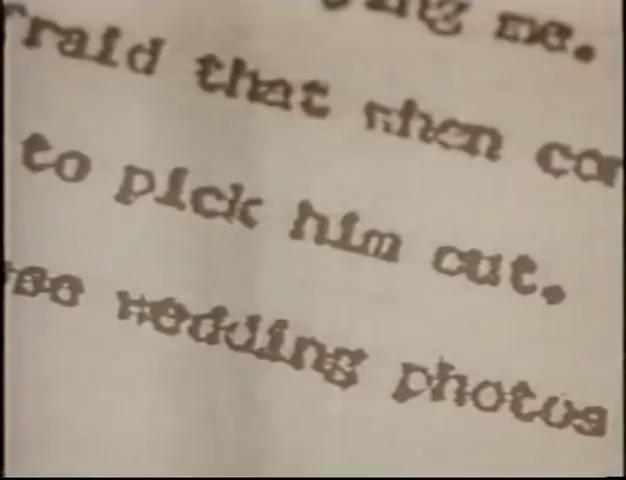 me.
fraid that when
to pick him out.
wedding photos